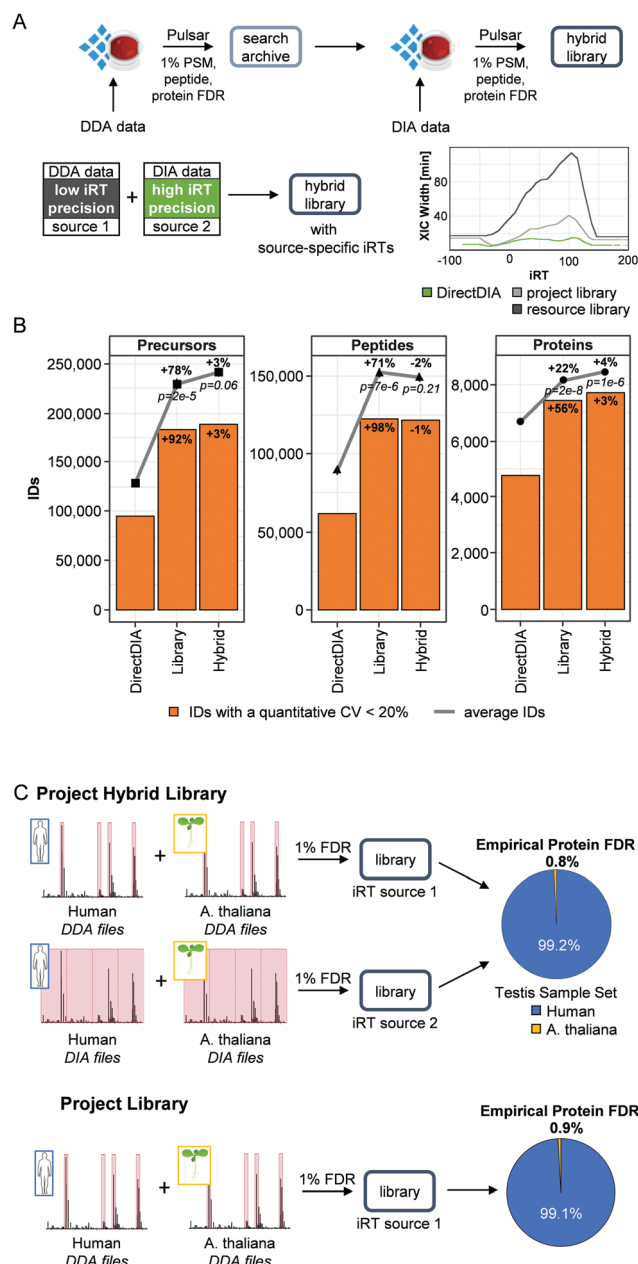 A
Pulsar
1% PSM,
peptide,
protein FDR
search
archive
Pulsar
1% PSM,
peptide,
protein FDR
hybrid
library
DDA data
DIA data
DDA data
low iRT
precision
source 1
+
DIA data
high iRT
precision
source 2
hybrid
library
with
source-specific iRTs
XIC Width [min]
80
40
-100
0
100
200
iRT
DirectDIA
project library
resource library
B
Precursors
Peptides
Proteins
IDs
250,000
200,000
150,000
100,000
50,000
0
+78%
p=2e-5
+92%
+3%
p=0.06
+3%
DirectDIA
Library
Hybrid
150,000
100,000
50,000
0
+71%
p=7e-6
+98%
-2%
p=0.21
-1%
DirectDIA
Library
Hybrid
8,000
6,000
4,000
2,000
0
+22%
p=2e-8
+56%
+4%
p=1e-6
+3%
DirectDIA
Library
Hybrid
IDs with a quantitative CV < 20%
average IDs
C
Project Hybrid Library
+
Human
DDA files
A. thaliana
DDA files
1% FDR
library
iRT source 1
+
Human
DIA files
A. thaliana
DIA files
1% FDR
library
iRT source 2
Empirical Protein FDR
0.8%
99.2%
Testis Sample Set
Human
A. thaliana
Project Library
+
Human
DDA files
A. thaliana
DDA files
1% FDR
library
iRT source 1
Empirical Protein FDR
0.9%
99.1%